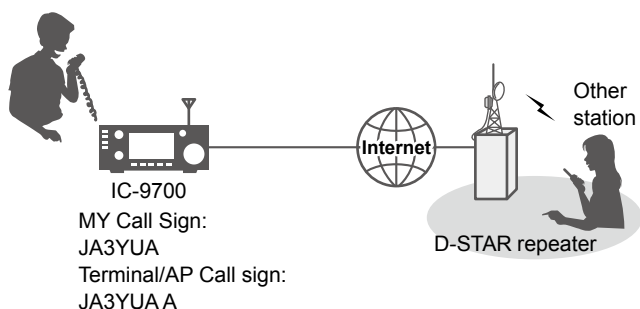 Other
station
Internet
IC-9700
MY Call Sign:
JA3YUA
Terminal/AP Call sign:
JA3YUA A
D-STAR repeater